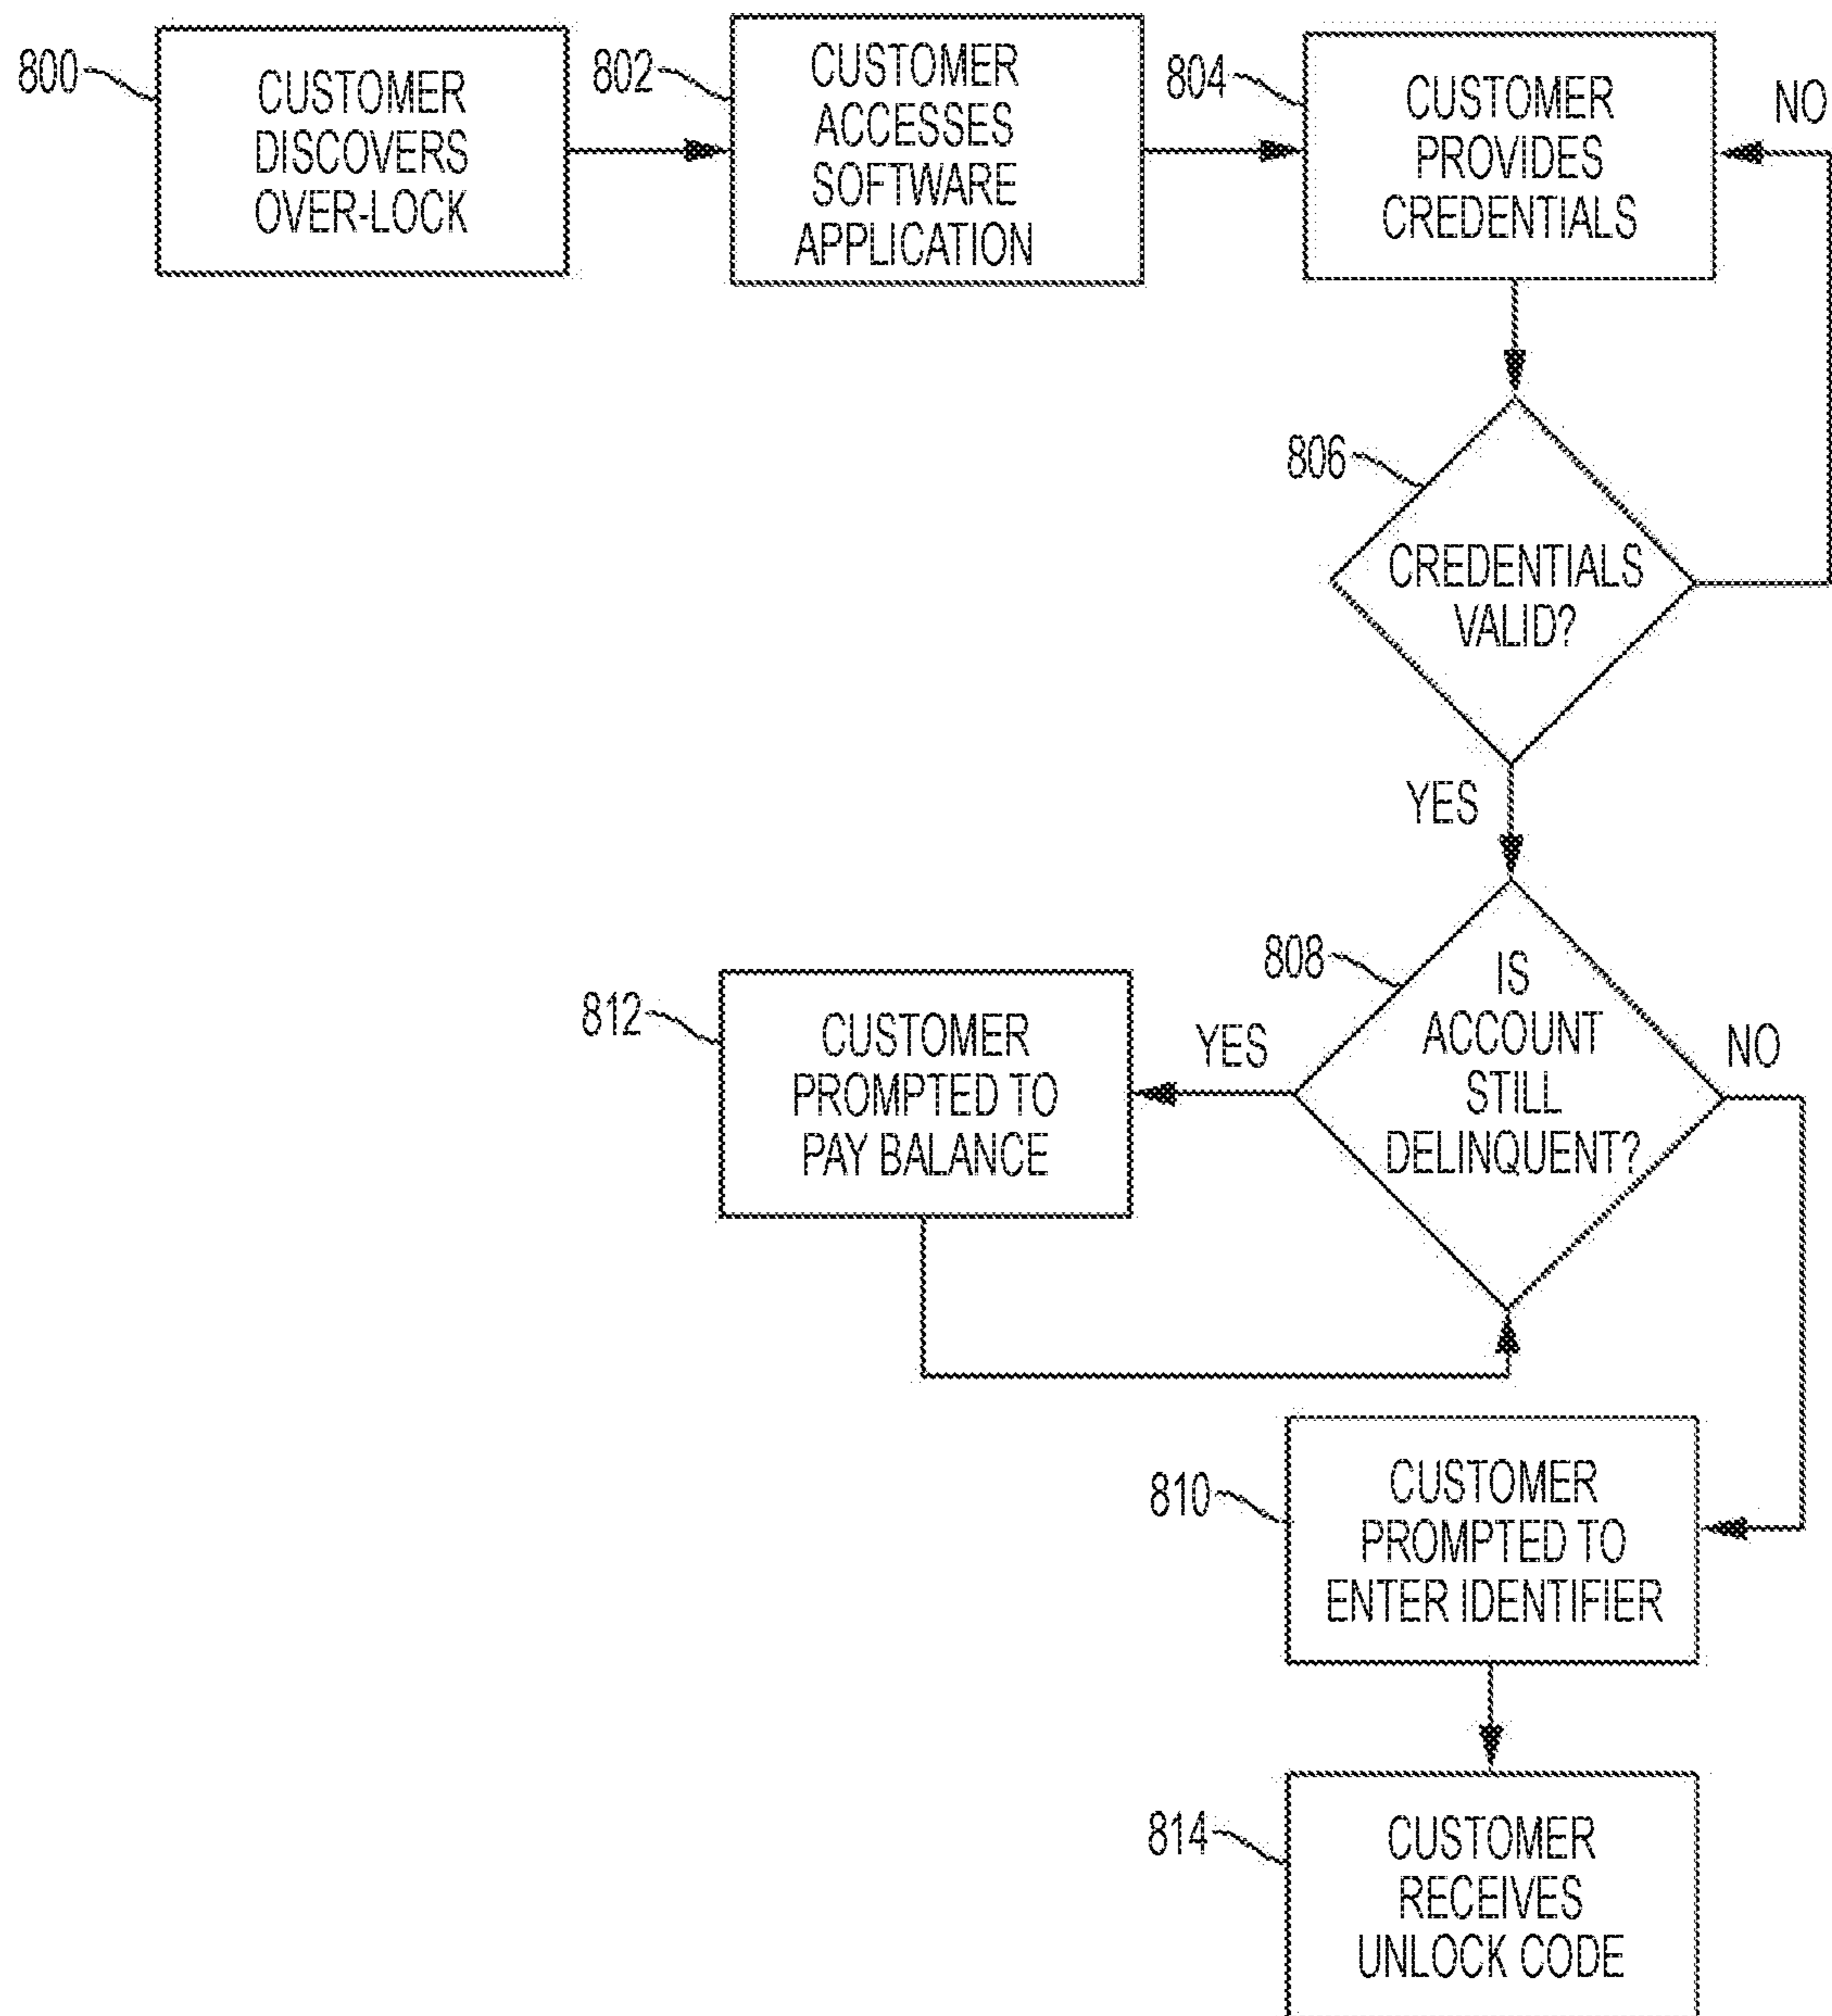 800
CUSTOMER
DISCOVERS
OVER-LOCK
802
CUSTOMER
ACCESSES
SOFTWARE
APPLICATION
804
CUSTOMER
PROVIDES
CREDENTIALS
NO
806
CREDENTIALS
VALID?
YES
808
IS
ACCOUNT
STILL
DELINQUENT?
YES
NO
812
CUSTOMER
PROMPTED TO
PAY BALANCE
810
CUSTOMER
PROMPTED TO
ENTER IDENTIFIER
814
CUSTOMER
RECEIVES
UNLOCK CODE